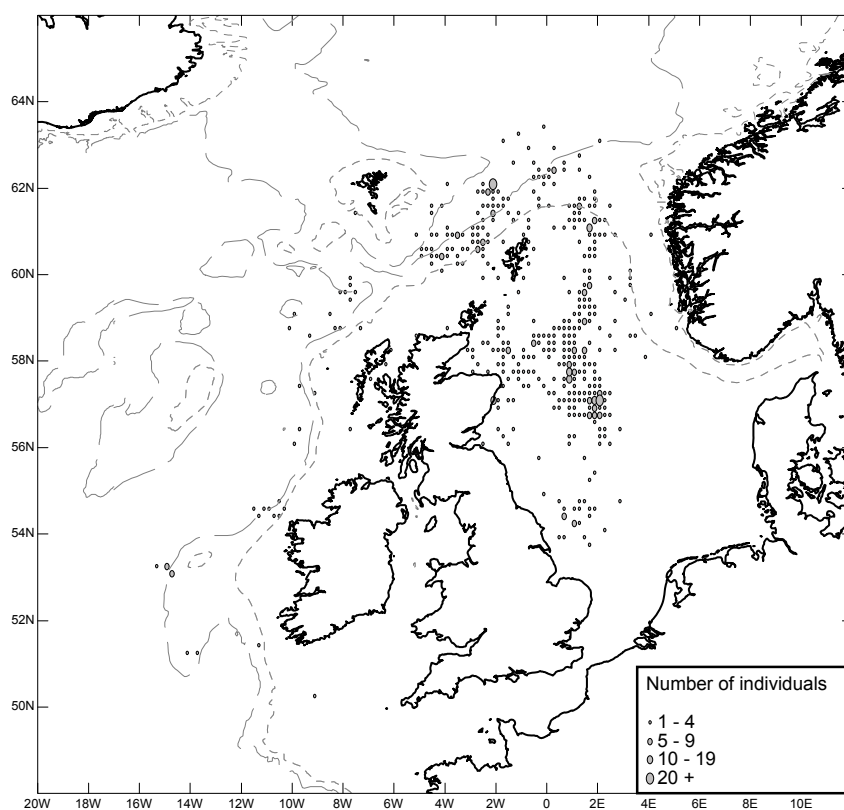 64N
62N
60N
58N
56N
54N
52N
50N
Number of individuals
1 - 4
5 - 9
10 - 19
20 +
20W 18W 16W 14W 12W 10W 8W 6W 4W 2W 0 2E 4E 6E 8E 10E